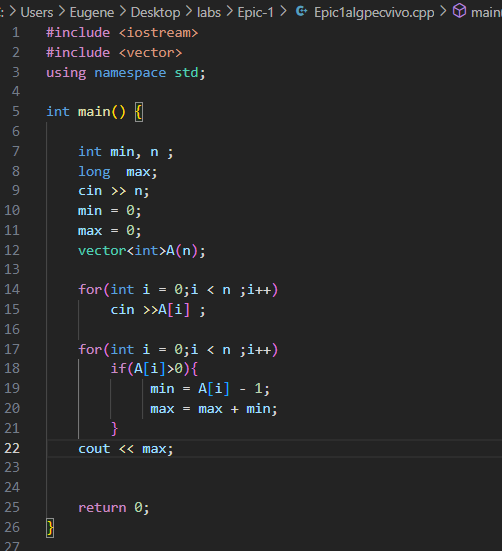 : > Users > Eugene > Desktop > labs > Epic-1 > Epic1algpecvivo.cpp > main(
1 #include <iostream>
2 #include <vector>
3 using namespace std;
4
5 int main() {
6
7 int min, n ;
8 long  max;
9 cin >> n;
10 min = 0;
11 max = 0;
12 vector<int>A(n);
13
14 for(int i = 0;i < n ;i++)
15 cin >>A[i] ;
16
17 for(int i = 0;i < n ;i++)
18 if(A[i]>0){
19 min = A[i] - 1;
20 max = max + min;
21 }
22 cout << max;
23
24
25 return 0;
26 }
27